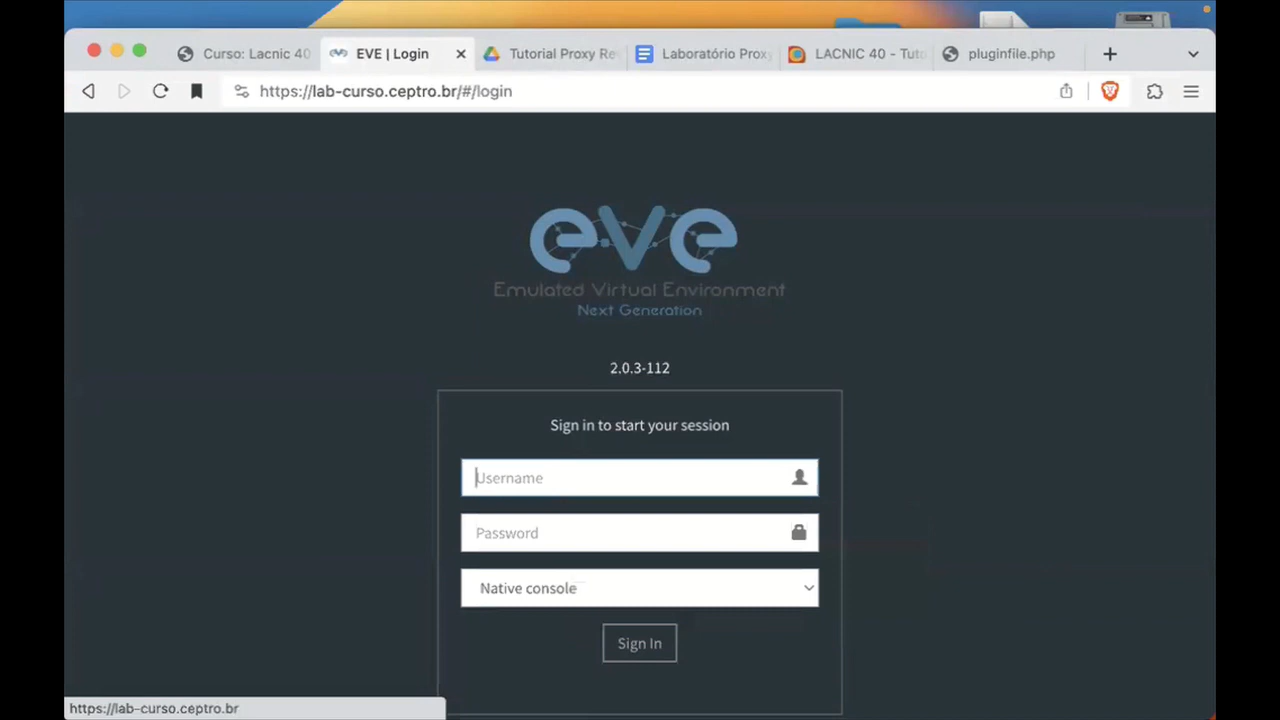 Curso: Lacnic 40
EVE | Login
Tutorial Proxy Re
Laboratório Proxy
LACNIC 40 - Tuto
pluginfile.php
https://lab-curso.ceptro.br/#/login
eve
Emulated Virtual Environment
Next Generation
2.0.3-112
Sign in to start your session
Username
Password
Native console
Sign In
https://lab-curso.ceptro.br